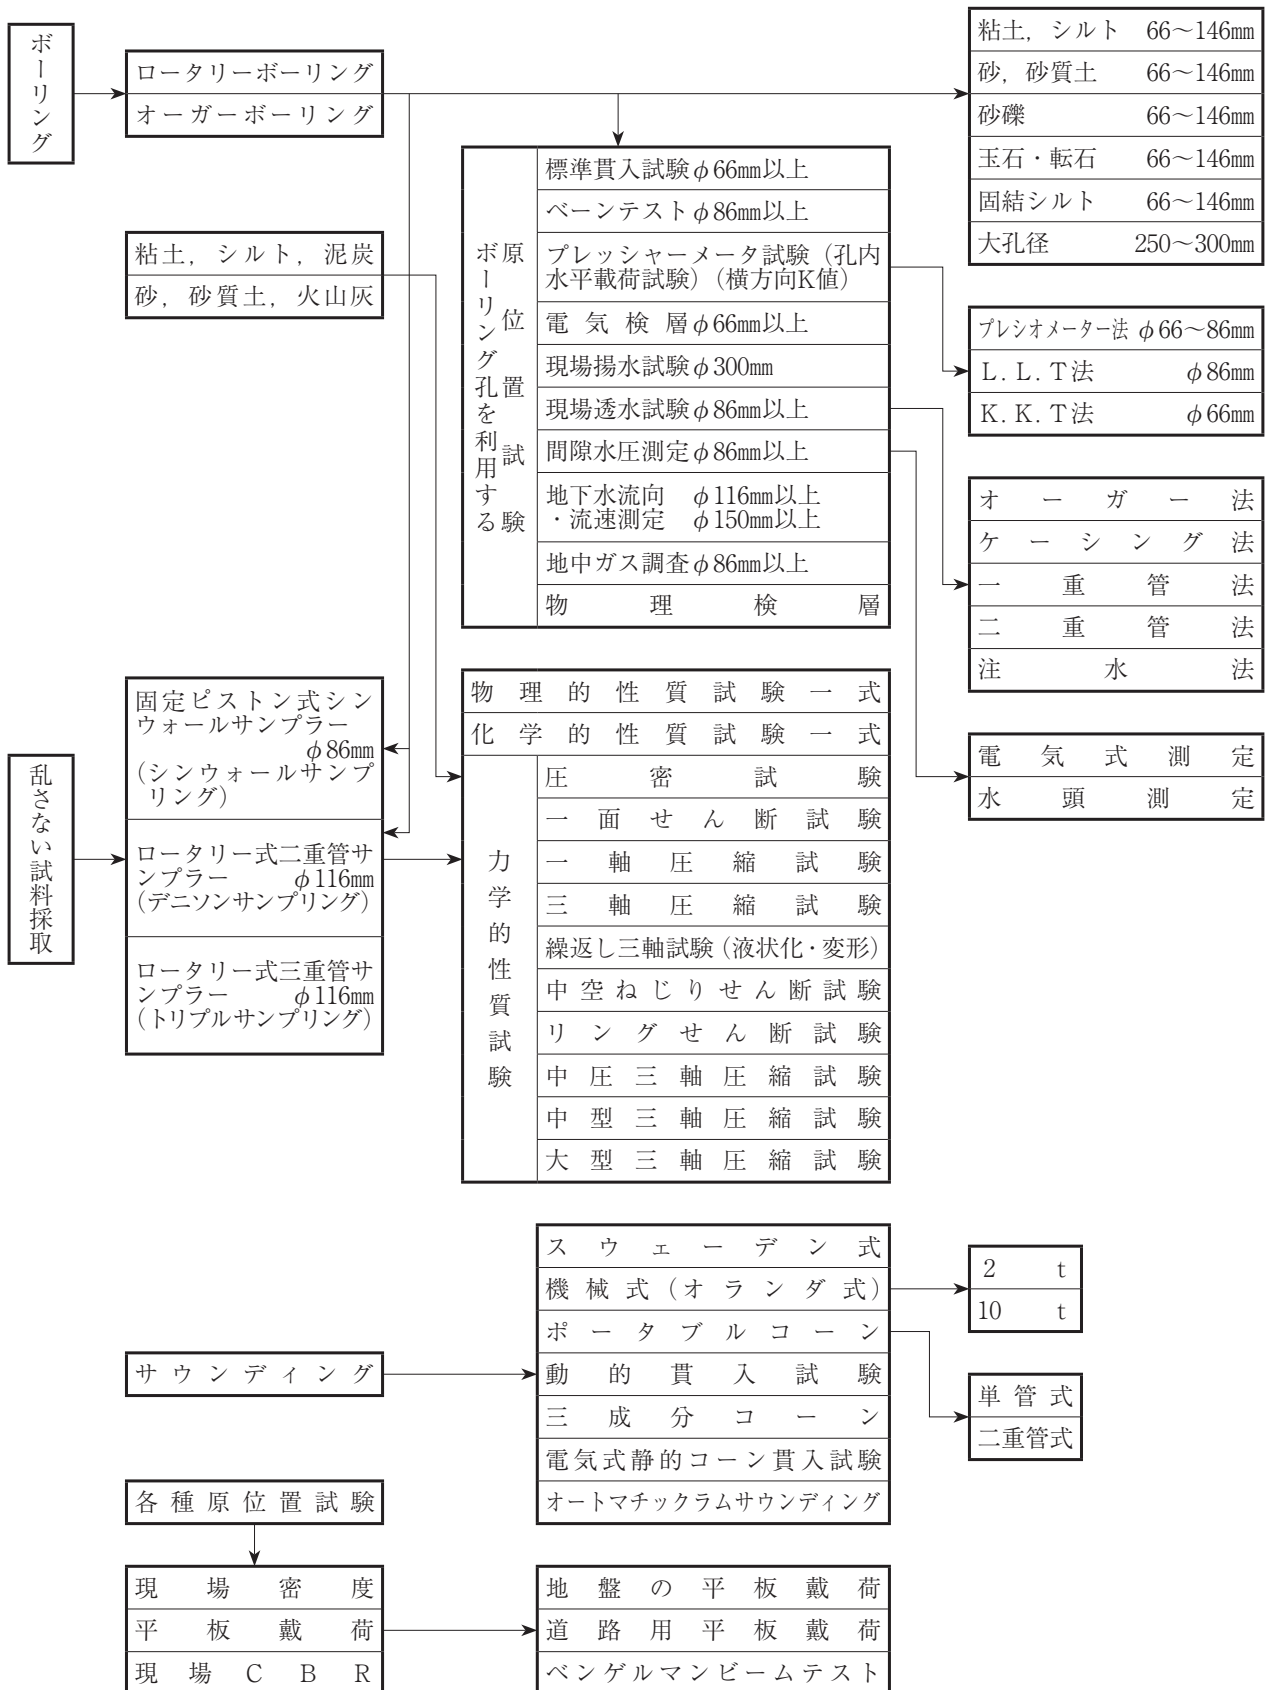 ボーリング
ロータリーボーリング
オーガーボーリング
粘土，シルト　66～146㎜
砂，砂質土　66～146㎜
砂礫　66～146㎜
玉石・転石　66～146㎜
固結シルト　66～146㎜
大孔径　250～300㎜
ボーリング孔を利用する
原位置試験
標準貫入試験φ66㎜以上
ベーンテストφ86㎜以上
プレッシャーメータ試験（孔内
水平載荷試験）（横方向K値）
電気検層φ66㎜以上
現場揚水試験φ300㎜
現場透水試験φ86㎜以上
間隙水圧測定φ86㎜以上
地下水流向　φ116㎜以上
・流速測定　φ150㎜以上
地中ガス調査φ86㎜以上
物理検層
粘土，シルト，泥炭
砂，砂質土，火山灰
プレシオメーター法 φ66～86㎜
L.L.T法　φ86㎜
K.K.T法　φ66㎜
オーガー法
ケーシング法
一重管法
二重管法
注水法
電気式測定
水頭測定
乱さない試料採取
固定ピストン式シン
ウォールサンプラー
φ86㎜
（シンウォールサンプ
リング）
ロータリー式二重管サ
ンプラー　φ116㎜
（デニソンサンプリング）
ロータリー式三重管サ
ンプラー　φ116㎜
（トリプルサンプリング）
物理的性質試験一式
化学的性質試験一式
力学的性質試験
圧密試験
一面せん断試験
一軸圧縮試験
三軸圧縮試験
繰返し三軸試験（液状化・変形）
中空ねじりせん断試験
リングせん断試験
中圧三軸圧縮試験
中型三軸圧縮試験
大型三軸圧縮試験
サウンディング
スウェーデン式
機械式（オランダ式）
ポータブルコーン
動的貫入試験
三成分コーン
電気式静的コーン貫入試験
オートマチックラムサウンディング
2　t
10　t
単管式
二重管式
各種原位置試験
現場密度
平板戴荷
現場CBR
地盤の平板戴荷
道路用平板戴荷
ベンゲルマンビームテスト